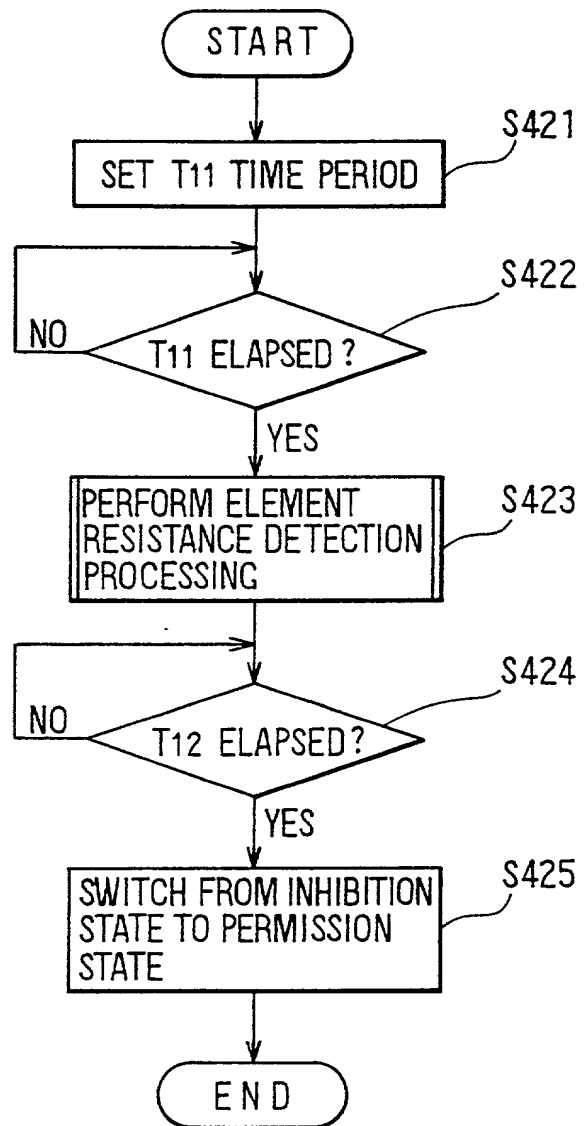 START
S421
SET T11 TIME PERIOD
S422
NO
T11 ELAPSED?
YES
S423
PERFORM ELEMENT
RESISTANCE DETECTION
PROCESSING
S424
NO
T12 ELAPSED?
YES
S425
SWITCH FROM INHIBITION
STATE TO PERMISSION
STATE
END